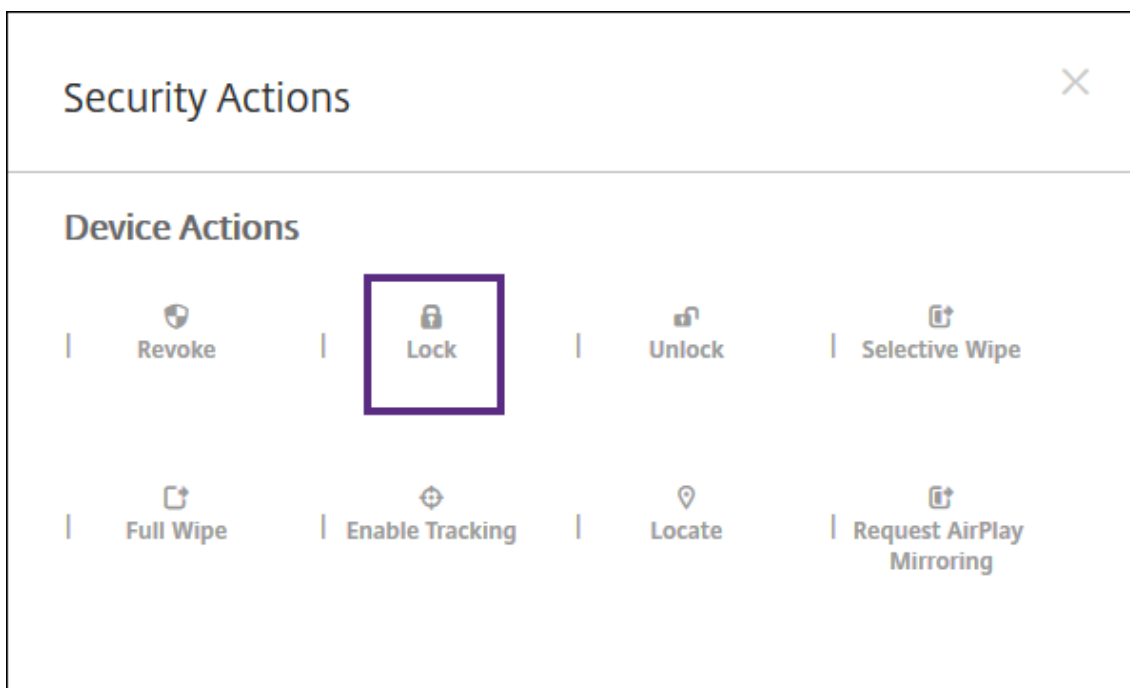 Security Actions
Device Actions
Revoke
Lock
Unlock
Selective Wipe
Full Wipe
Enable Tracking
Locate
Request AirPlay
Mirroring